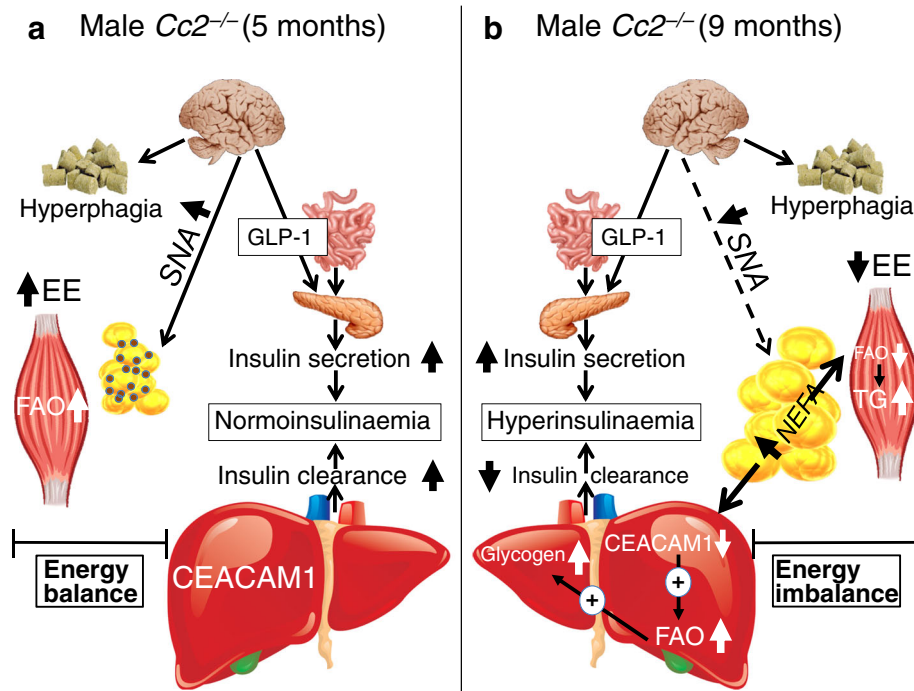 a Male Cc2–/– (5 months)
Hyperphagia
SNA
GLP-1
EE
FAO
Insulin secretion
Normoinsulinaemia
Insulin clearance
CEACAM1
Energy
balance
b Male Cc2–/– (9 months)
Hyperphagia
SNA
GLP-1
EE
FAO
TG
NEFA
Insulin secretion
Hyperinsulinaemia
Insulin clearance
Glycogen
CEACAM1
+
+
FAO
Energy
imbalance